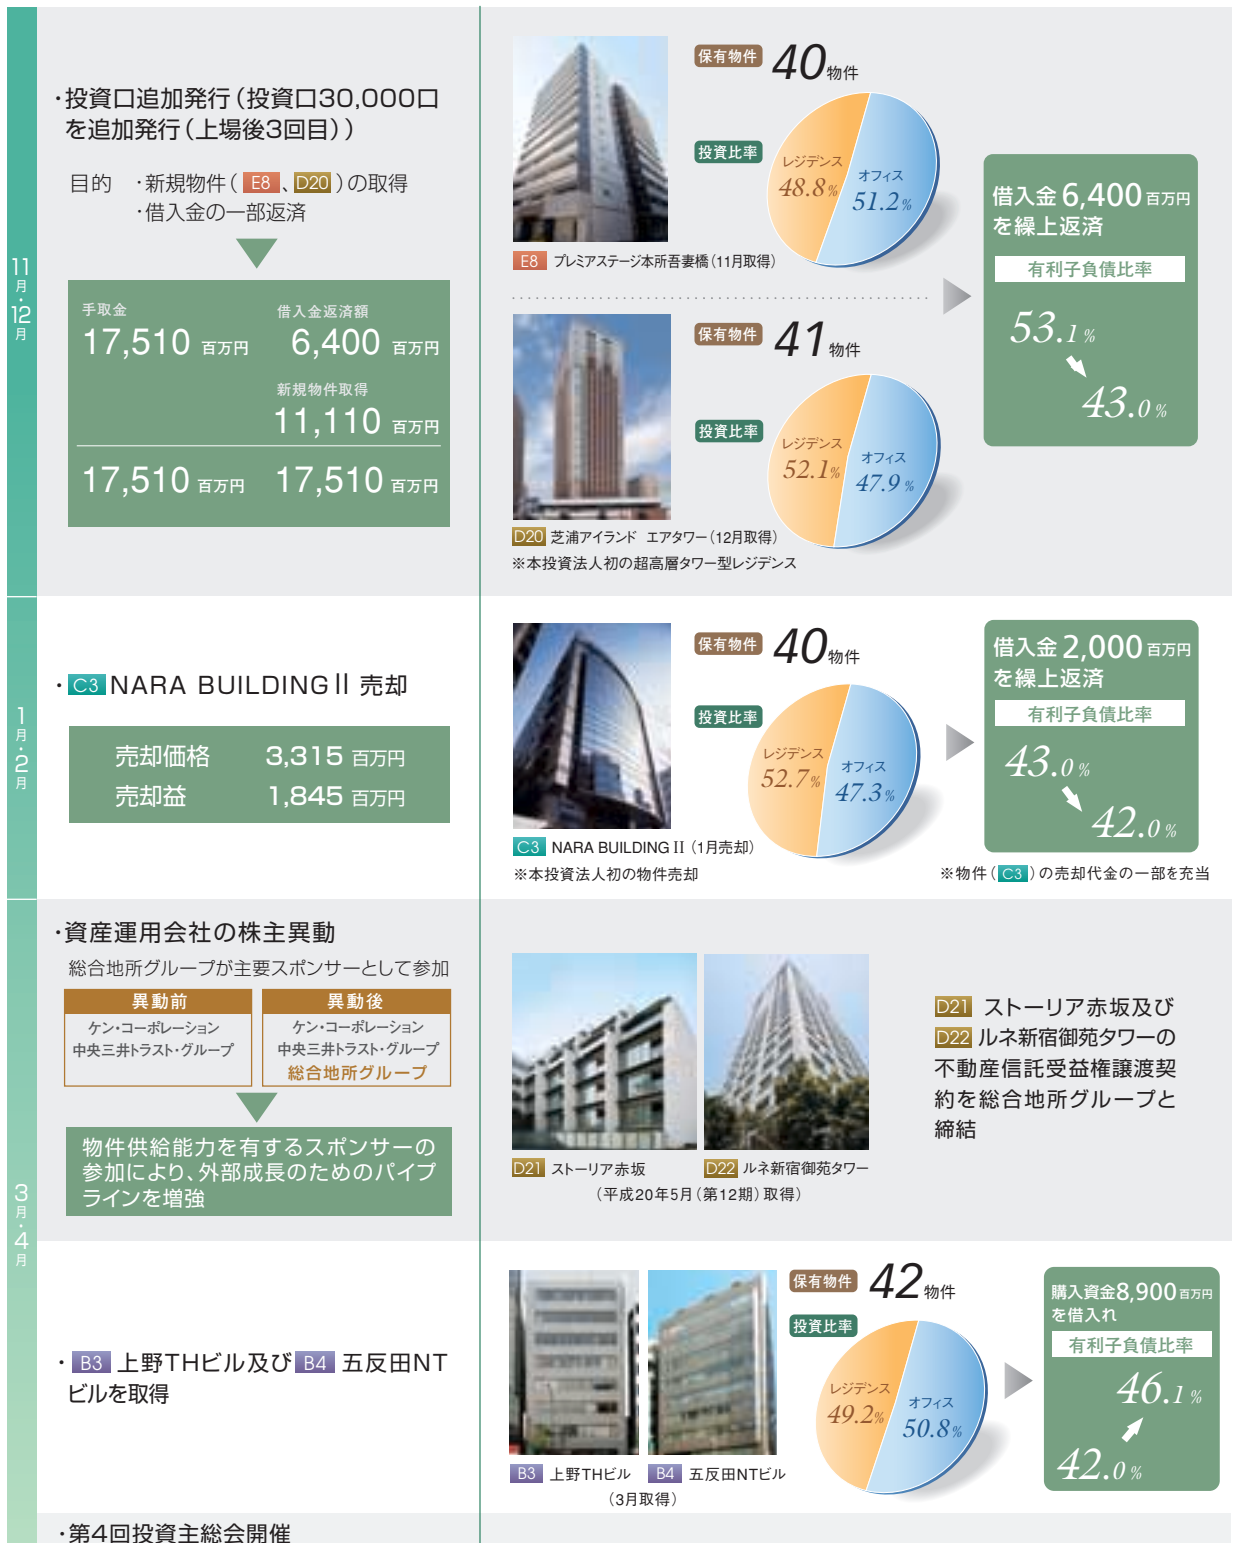 11月・12月
・投資口追加発行（投資口30,000口
を追加発行（上場後3回目））
目的 ・新規物件（ E8 、 D20 ）の取得
・借入金の一部返済
手取金 借入金返済額
17,510 百万円 6,400 百万円
新規物件取得
11,110 百万円
17,510 百万円 17,510 百万円
保有物件 40物件
投資比率
レジデンス 48.8%
オフィス 51.2%
E8 プレミアステージ本所吾妻橋（11月取得）
保有物件 41物件
投資比率
レジデンス 52.1%
オフィス 47.9%
D20 芝浦アイランド エアタワー（12月取得）
※本投資法人初の超高層タワー型レジデンス
借入金6,400百万円
を繰上返済
有利子負債比率
53.1%
43.0%
1月・2月
・ C3 NARA BUILDINGⅡ 売却
売却価格 3,315 百万円
売却益 1,845 百万円
保有物件 40物件
投資比率
レジデンス 52.7%
オフィス 47.3%
C3 NARA BUILDINGⅡ（1月売却）
※本投資法人初の物件売却
借入金2,000百万円
を繰上返済
有利子負債比率
43.0%
42.0%
※物件（ C3 ）の売却代金の一部を充当
3月・4月
・資産運用会社の株主異動
総合地所グループが主要スポンサーとして参加
異動前 異動後
ケン・コーポレーション ケン・コーポレーション
中央三井トラスト・グループ 中央三井トラスト・グループ
総合地所グループ
物件供給能力を有するスポンサーの
参加により、外部成長のためのパイプ
ラインを増強
D21 ストーリア赤坂 D22 ルネ新宿御苑タワー
（平成20年5月（第12期）取得）
D21 ストーリア赤坂及び
D22 ルネ新宿御苑タワーの
不動産信託受益権譲渡契
約を総合地所グループと
締結
・ B3 上野THビル及び B4 五反田NT
ビルを取得
B3 上野THビル B4 五反田NTビル
（3月取得）
保有物件 42物件
投資比率
レジデンス 49.2%
オフィス 50.8%
購入資金8,900百万円
を借入れ
有利子負債比率
46.1%
42.0%
・第4回投資主総会開催